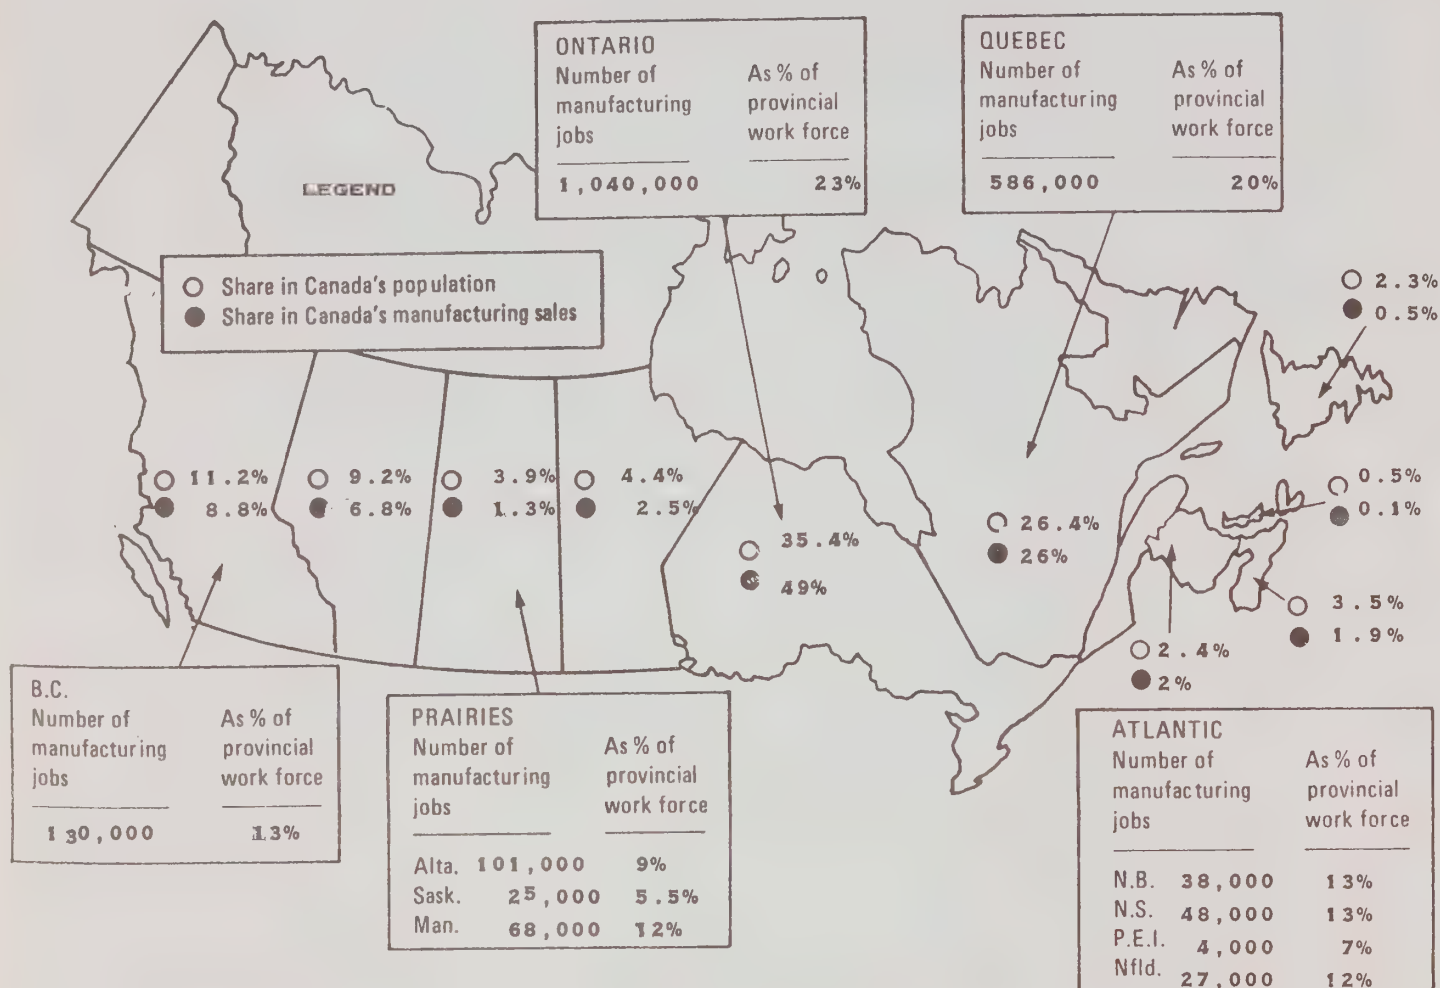 ONTARIO
Number of manufacturing jobs
As % of provincial work force
1,040,000 23%
QUEBEC
Number of manufacturing jobs
As % of provincial work force
586,000 20%
LEGEND
Share in Canada's population
Share in Canada's manufacturing sales
2.3%
0.5%
11.2%
8.8%
9.2%
6.8%
3.9%
1.3%
4.4%
2.5%
35.4%
49%
26.4%
26%
0.5%
0.1%
3.5%
1.9%
2.4%
2%
B.C.
Number of manufacturing jobs
As % of provincial work force
130,000 13%
PRAIRIES
Number of manufacturing jobs
As % of provincial work force
Alta. 101,000 9%
Sask. 25,000 5.5%
Man. 68,000 12%
ATLANTIC
Number of manufacturing jobs
As % of provincial work force
N.B. 38,000 13%
N.S. 48,000 13%
P.E.I. 4,000 7%
Nfld. 27,000 12%